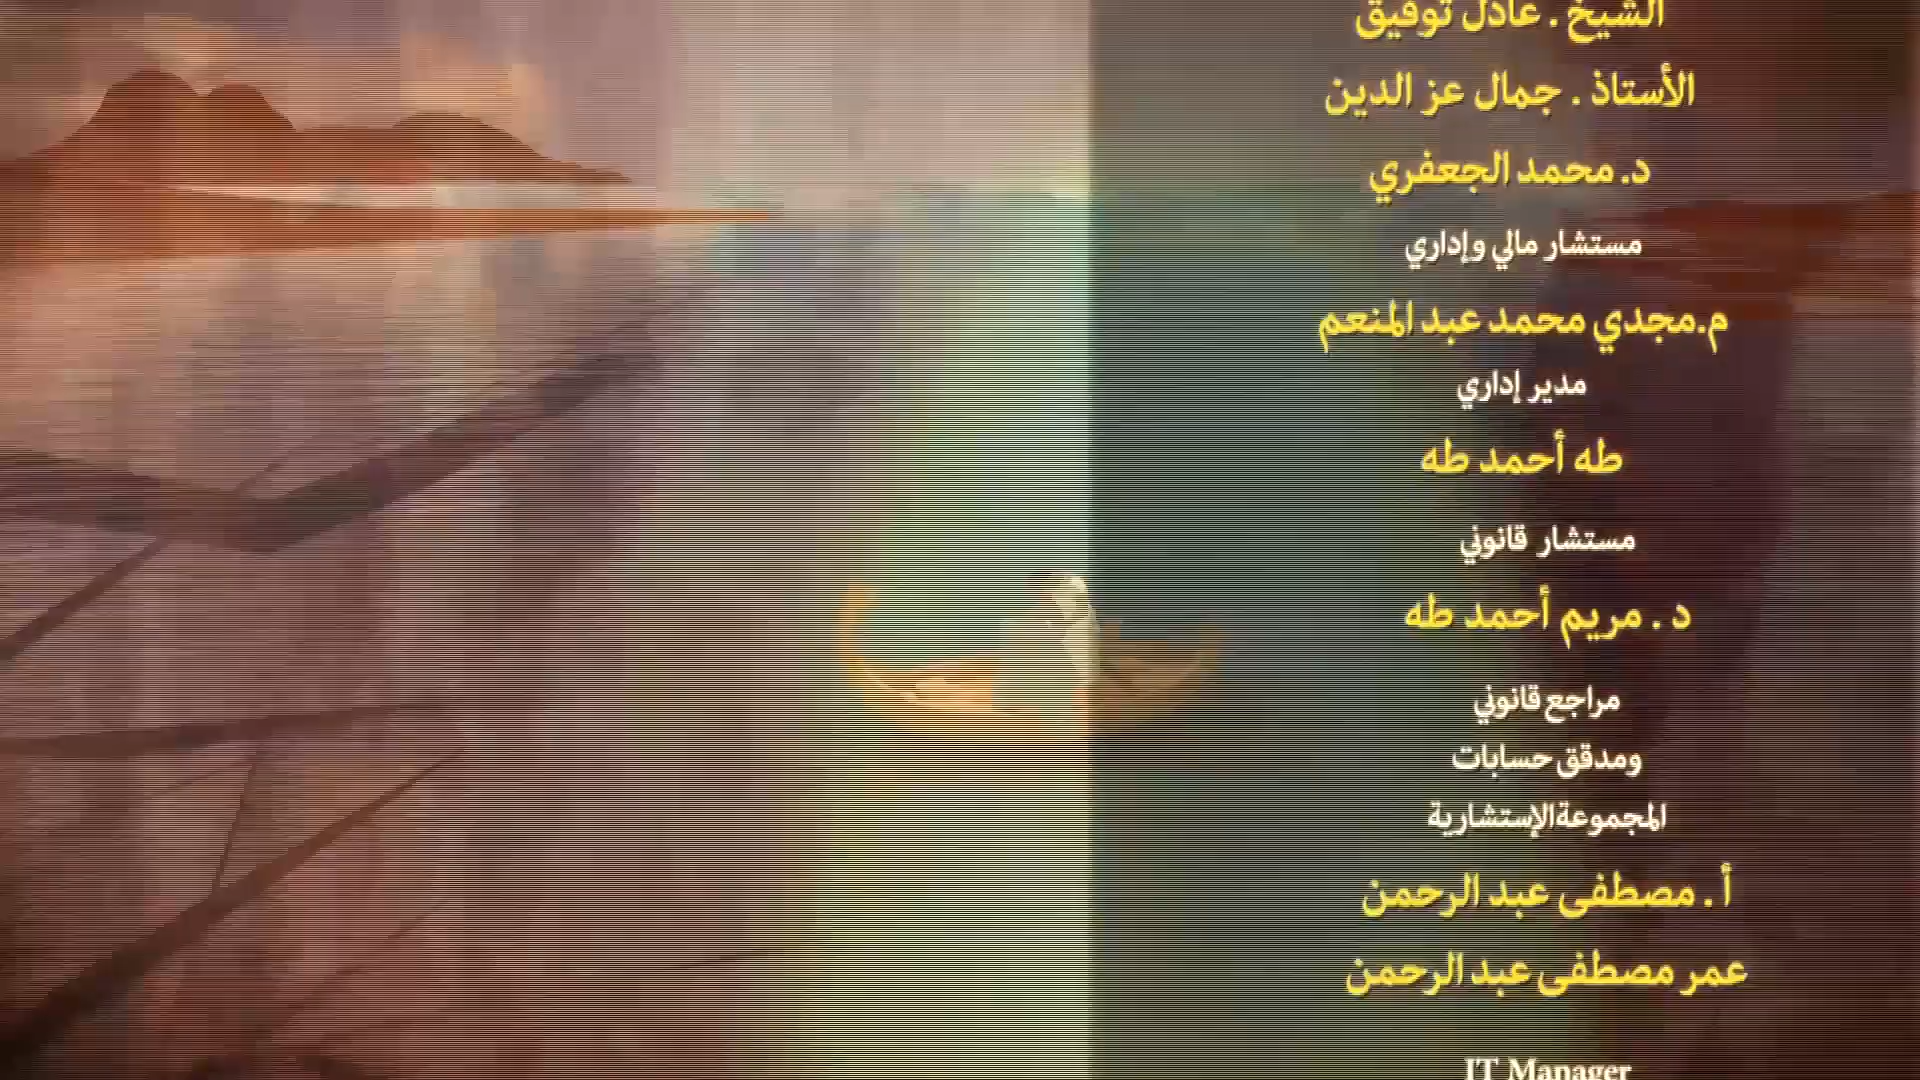 الشيخ . عادل توفيق
الأستاذ . جمال عز الدين
د. محمد الجعفري
مستشار مالي وإداري
م.مجدي محمد عبد المنعم
مدير إداري
طه أحمد طه
مستشار قانوني
د . مريم أحمد طه
مراجع قانوني
ومدقق حسابات
المجموعةالإستشارية
أ . مصطفى عبد الرحمن
عمر مصطفى عبد الرحمن
IT Manager